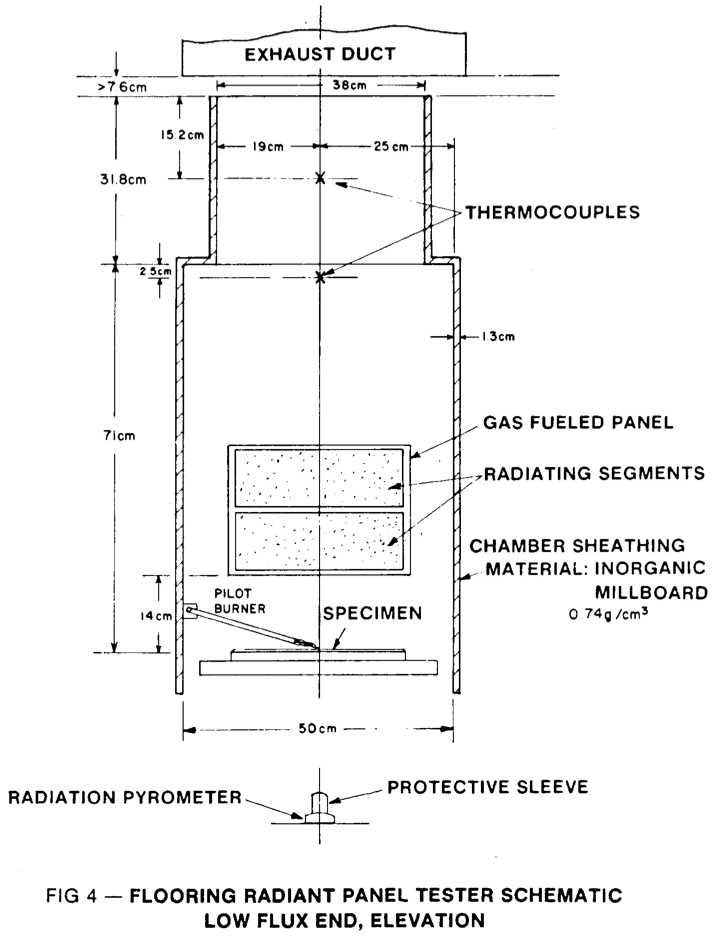 EXHAUST DUCT
>7.6cm
38cm
15.2cm
19cm
25cm
31.8cm
THERMOCOUPLES
2.5cm
1.3cm
71cm
GAS FUELED PANEL
RADIATING SEGMENTS
CHAMBER SHEATHING
MATERIAL: INORGANIC
MILLBOARD
0.74g/cm³
PILOT
BURNER
14cm
SPECIMEN
50cm
PROTECTIVE SLEEVE
RADIATION PYROMETER
FIG 4 — FLOORING RADIANT PANEL TESTER SCHEMATIC
LOW FLUX END, ELEVATION